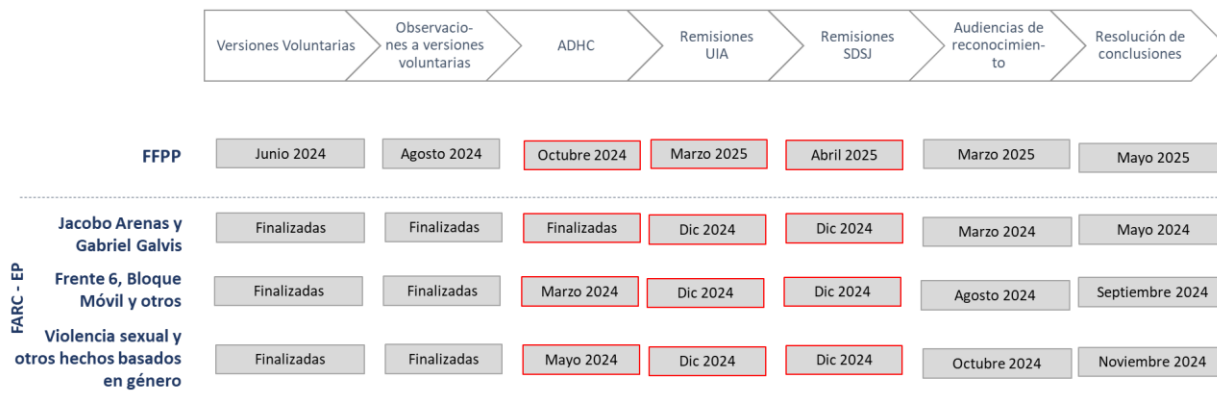 Versiones Voluntarias
Observacio-
nes a versiones
voluntarias
ADHC
Remisiones
UIA
Remisiones
SDSJ
Audiencias de
reconocimien-
to
Resolución de
conclusiones
FFPP
Junio 2024
Agosto 2024
Octubre 2024
Marzo 2025
Abril 2025
Marzo 2025
Mayo 2025
FARC - EP
Jacobo Arenas y
Gabriel Galvis
Finalizadas
Finalizadas
Finalizadas
Dic 2024
Dic 2024
Marzo 2024
Mayo 2024
Frente 6, Bloque
Móvil y otros
Finalizadas
Finalizadas
Marzo 2024
Dic 2024
Dic 2024
Agosto 2024
Septiembre 2024
Violencia sexual y
otros hechos basados
en género
Finalizadas
Finalizadas
Mayo 2024
Dic 2024
Dic 2024
Octubre 2024
Noviembre 2024